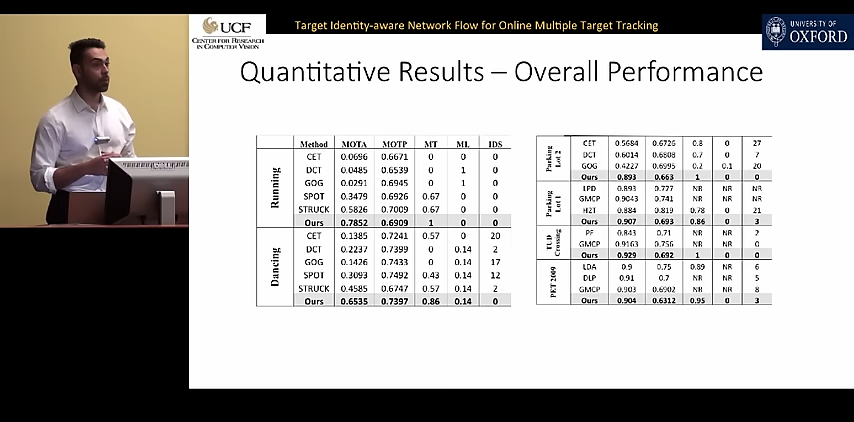 UCF
CENTER FOR RESEARCH
IN COMPUTER VISION
Target Identity-aware Network Flow for Online Multiple Target Tracking
UNIVERSITY OF
OXFORD
Quantitative Results – Overall Performance
Method MOTA MOTP MT ML IDS
Running
CET 0.0696 0.6671 0 0 0
DCT 0.0485 0.6539 0 1 0
GOG 0.0291 0.6945 0 1 0
SPOT 0.3479 0.6926 0.67 0 0
STRUCK 0.5826 0.7009 0.67 0 0
Ours 0.7852 0.6909 1 0 0
Dancing
CET 0.1385 0.7241 0.57 0 20
DCT 0.2237 0.7399 0 0.14 2
GOG 0.1426 0.7433 0 0.14 17
SPOT 0.3093 0.7492 0.43 0.14 12
STRUCK 0.4585 0.6747 0.57 0.14 2
Ours 0.6535 0.7397 0.86 0.14 0
Parking
Lot 2
CET 0.5684 0.6726 0.8 0 27
DCT 0.6014 0.6808 0.7 0 7
GOG 0.4227 0.6995 0.2 0.1 20
Ours 0.893 0.663 1 0 0
Parking
Lot 1
LPD 0.893 0.777 NR NR NR
GMCP 0.9043 0.741 NR NR NR
H2T 0.884 0.819 0.78 0 21
Ours 0.907 0.693 0.86 0 3
TUD
Crossing
PF 0.843 0.71 NR NR 2
GMCP 0.9163 0.756 NR NR 0
Ours 0.929 0.692 1 0 0
PET 2009
LDA 0.9 0.75 0.89 NR 6
DLP 0.91 0.7 NR NR 5
GMCP 0.903 0.6902 NR NR 8
Ours 0.904 0.6312 0.95 0 3